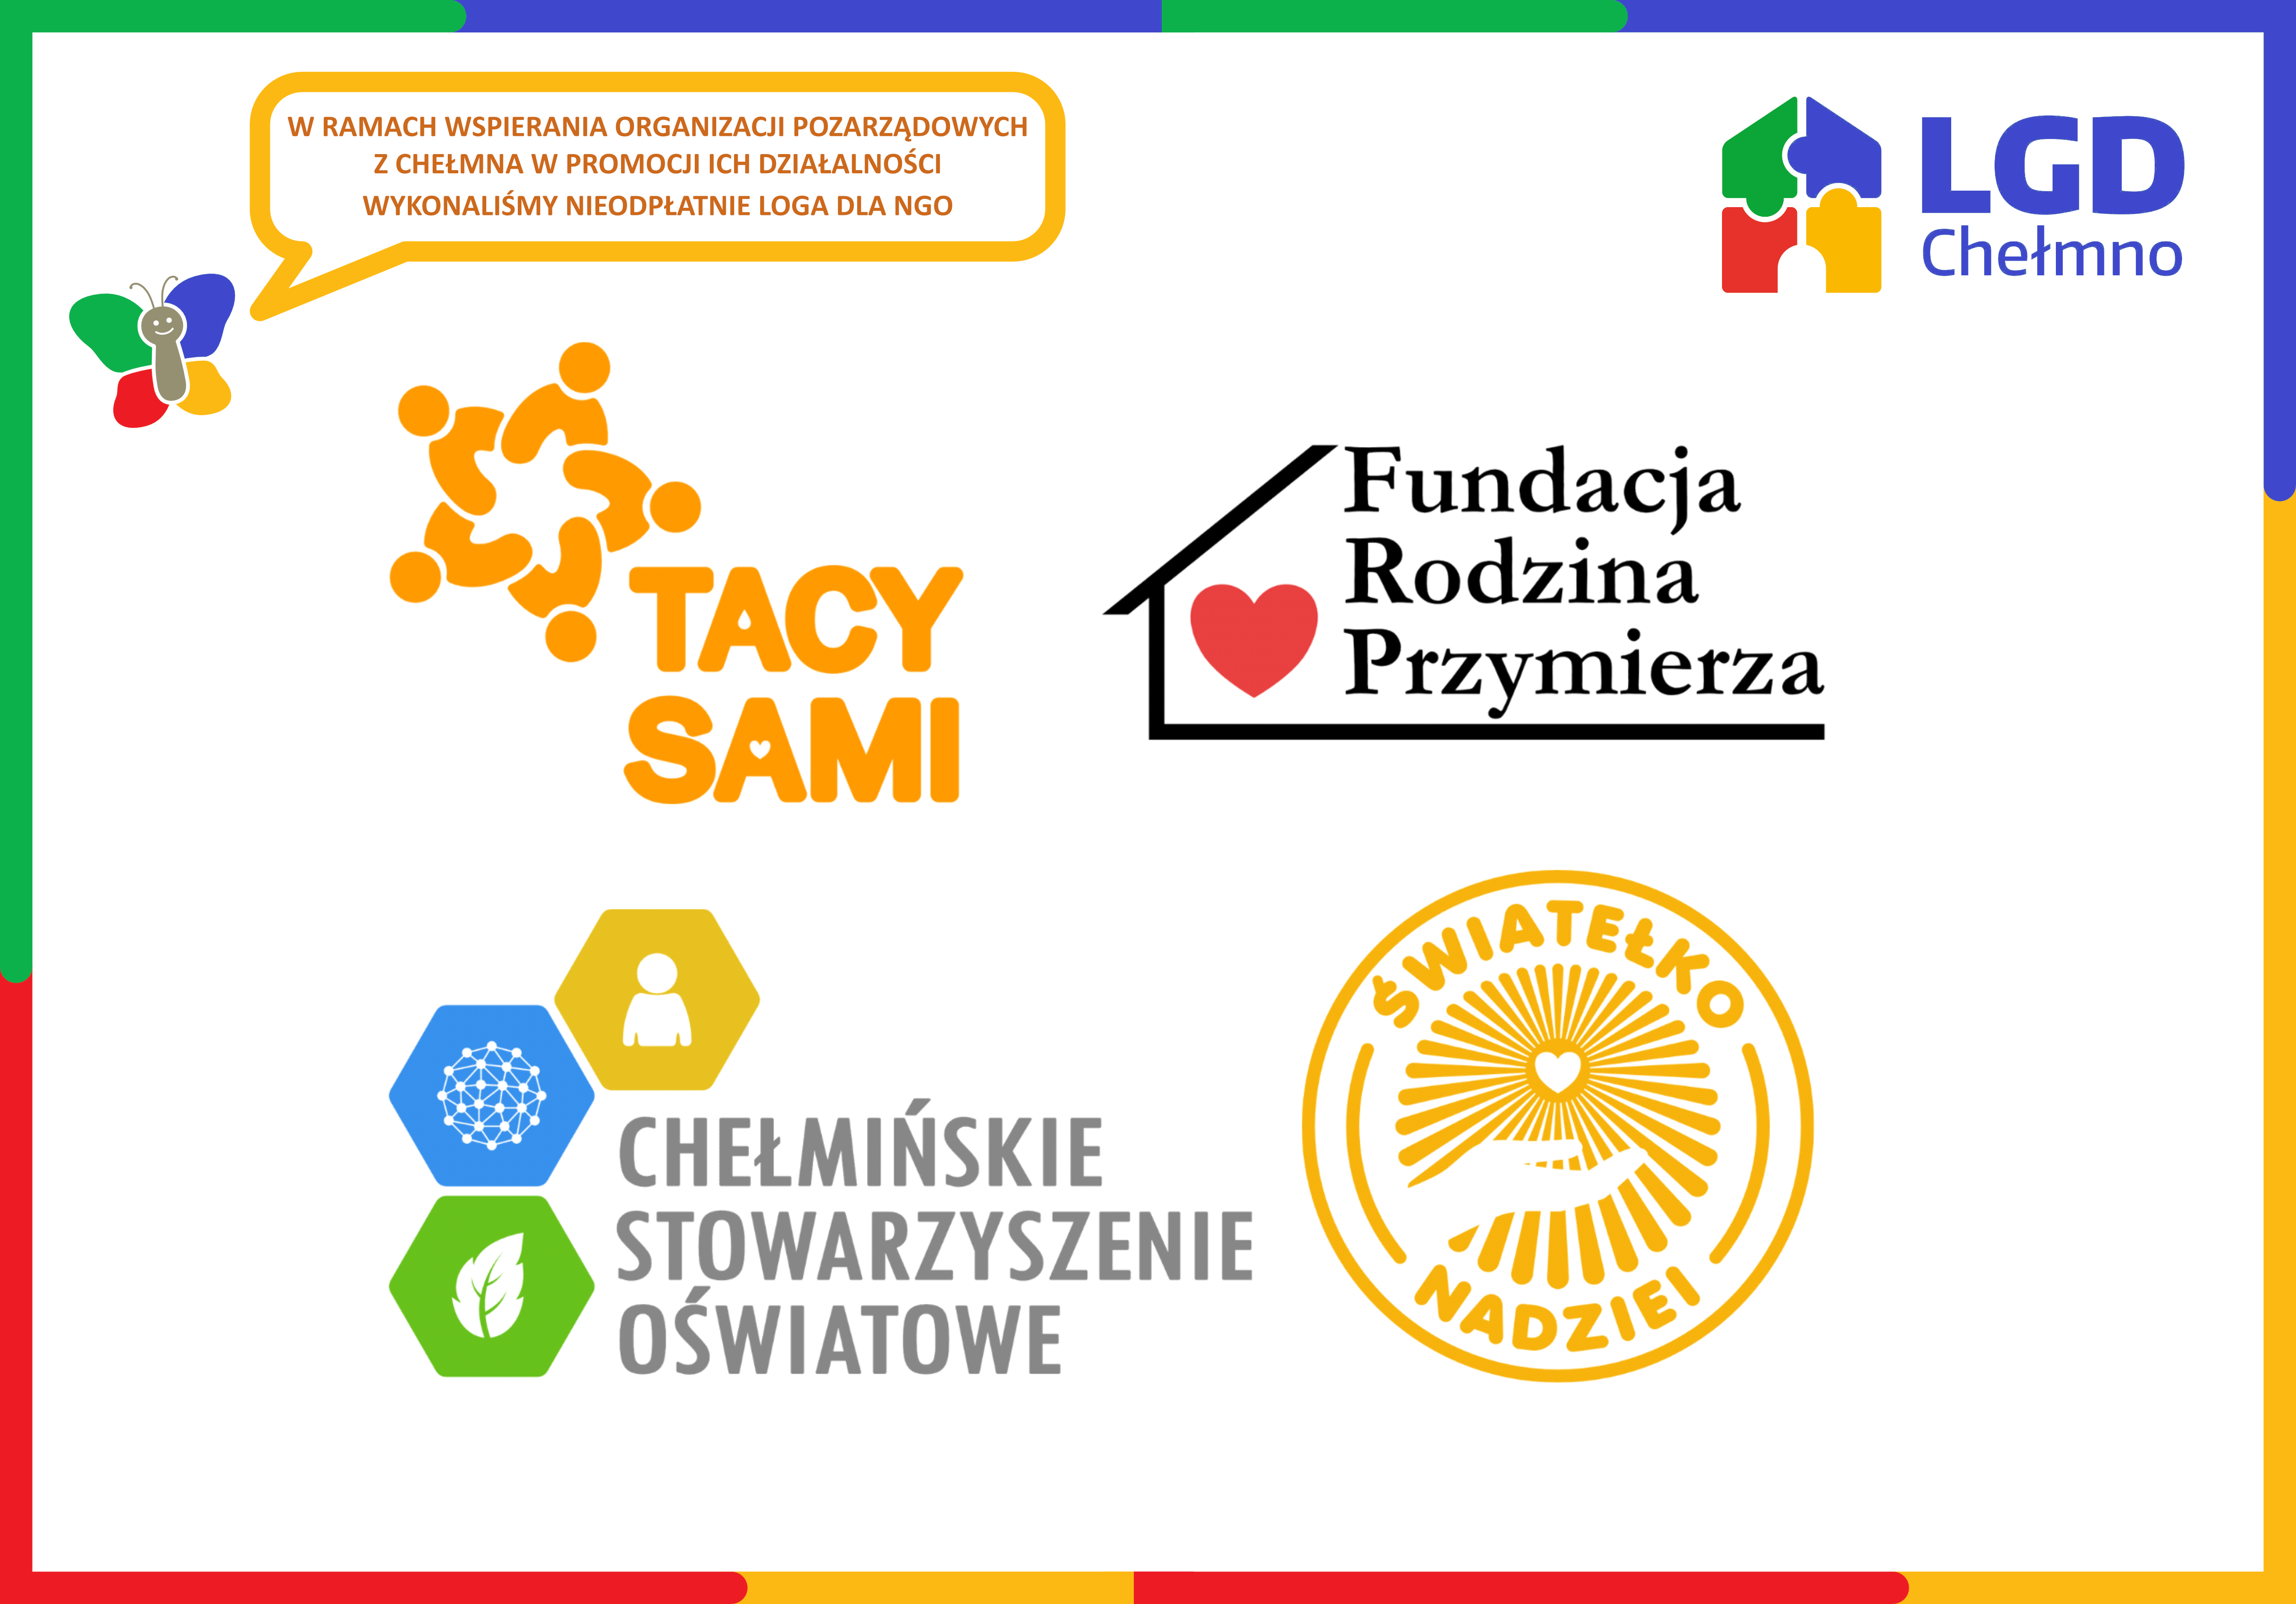 W RAMACH WSPIERANIA ORGANIZACJI POZARZĄDOWYCH
Z CHEŁMNA W PROMOCJI ICH DZIAŁALNOŚCI
WYKONALIŚMY NIEODPŁATNIE LOGA DLA NGO
LGD
Chełmno
TACY
SAMI
Fundacja
Rodzina
Przymierza
CHEŁMIŃSKIE
STOWARZYSZENIE
OŚWIATOWE
ŚWIATEŁKO
NADZIEI